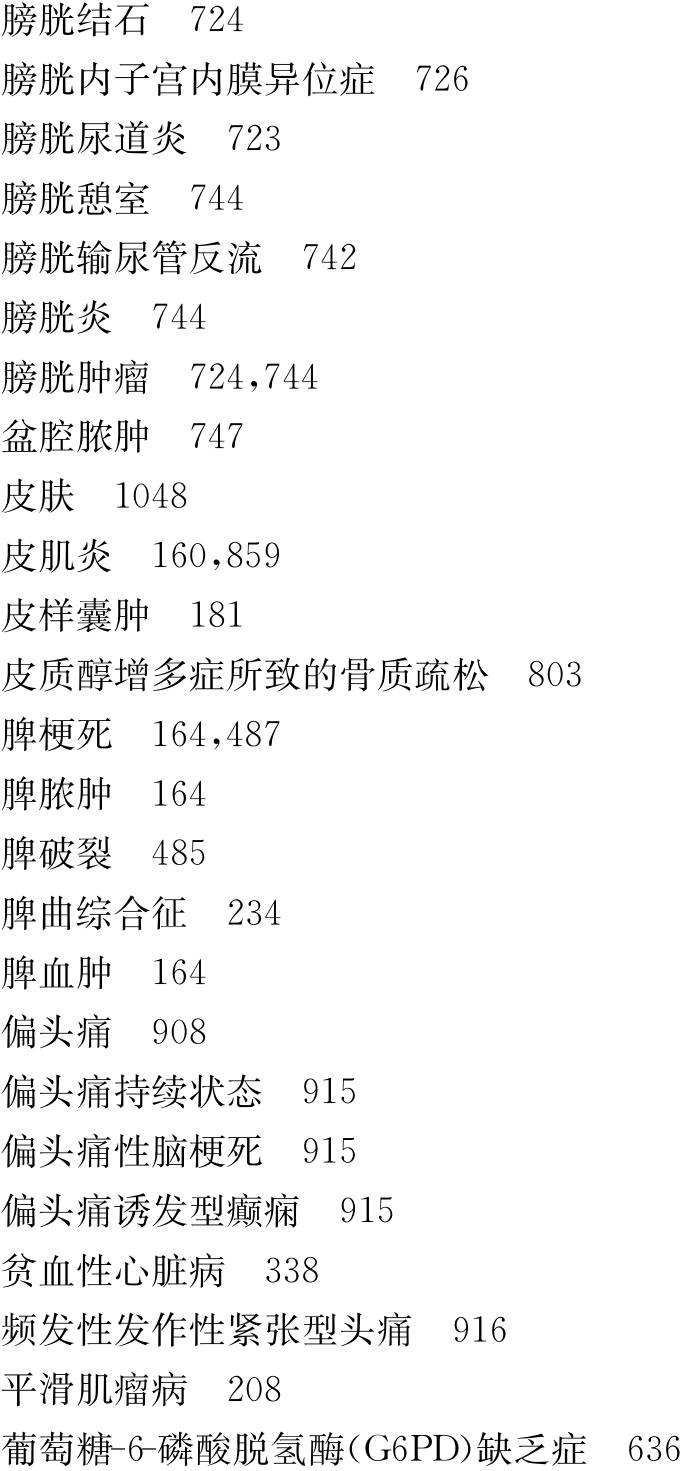 膀胱结石　724
膀胱内子宫内膜异位症　726
膀胱尿道炎　723
膀胱憩室　744
膀胱输尿管反流　742
膀胱炎　744
膀胱肿瘤　724,744
盆腔脓肿　747
皮肤　1048
皮肌炎　160,859
皮样囊肿　181
皮质醇增多症所致的骨质疏松　803
脾梗死　164,487
脾脓肿　164
脾破裂　485
脾曲综合征　234
脾血肿　164
偏头痛　908
偏头痛持续状态　915
偏头痛性脑梗死　915
偏头痛诱发型癫痫　915
贫血性心脏病　338
频发性发作性紧张型头痛　916
平滑肌瘤病　208
葡萄糖-6-磷酸脱氢酶(G6PD)缺乏症　636